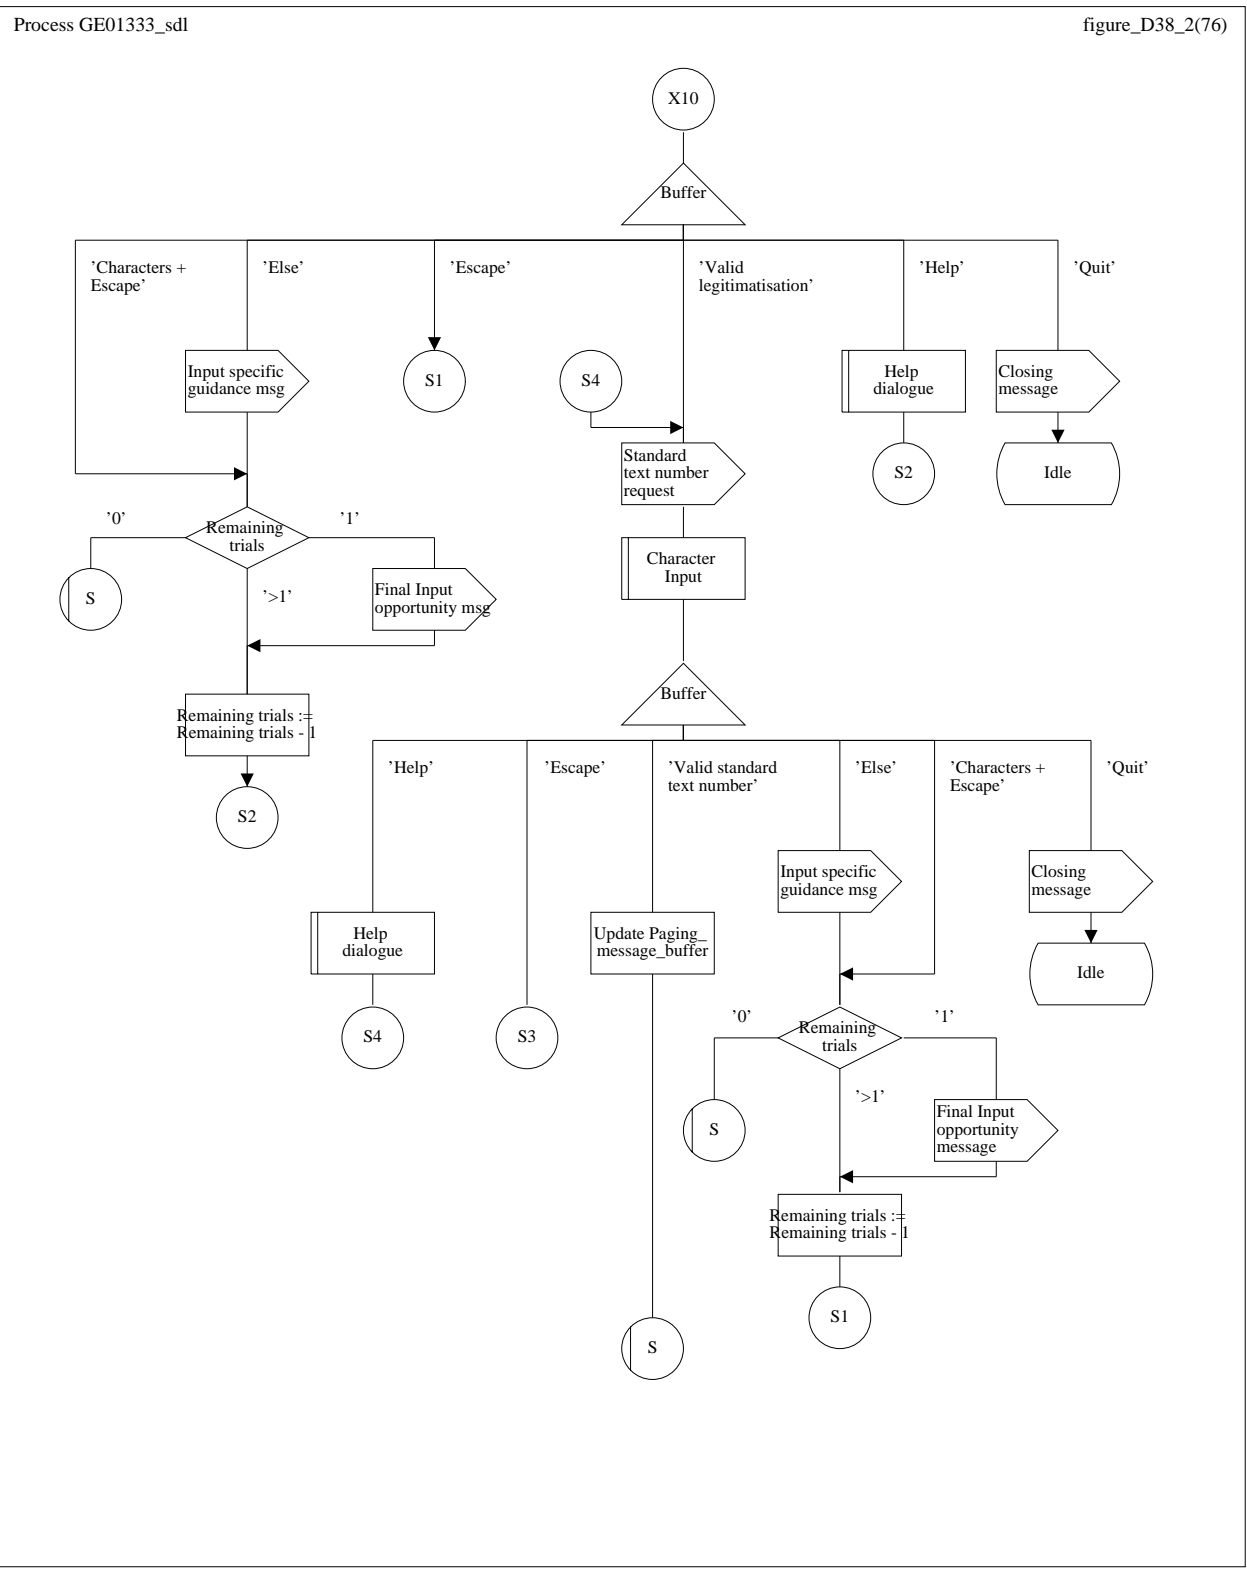 Process GE01333_sdl
figure_D38_2(76)
X10
Buffer
’Characters +
Escape’
’Else’
’Escape’
’Valid
legitimatisation’
’Help’
’Quit’
Input specific
guidance msg
S1
S4
Help
dialogue
Closing
message
Standard
text number
request
S2
Idle
’0’
Remaining
trials
’1’
Character
Input
S
’>1’
Final Input
opportunity msg
Buffer
Remaining trials :=
Remaining trials - 1
’Help’
’Escape’
’Valid standard
text number’
’Else’
’Characters +
Escape’
’Quit’
S2
Input specific
guidance msg
Closing
message
Help
dialogue
Update Paging_
message_buffer
Idle
S4
S3
’0’
Remaining
trials
’1’
’>1’
S
Final Input
opportunity
message
Remaining trials :=
Remaining trials - 1
S1
S